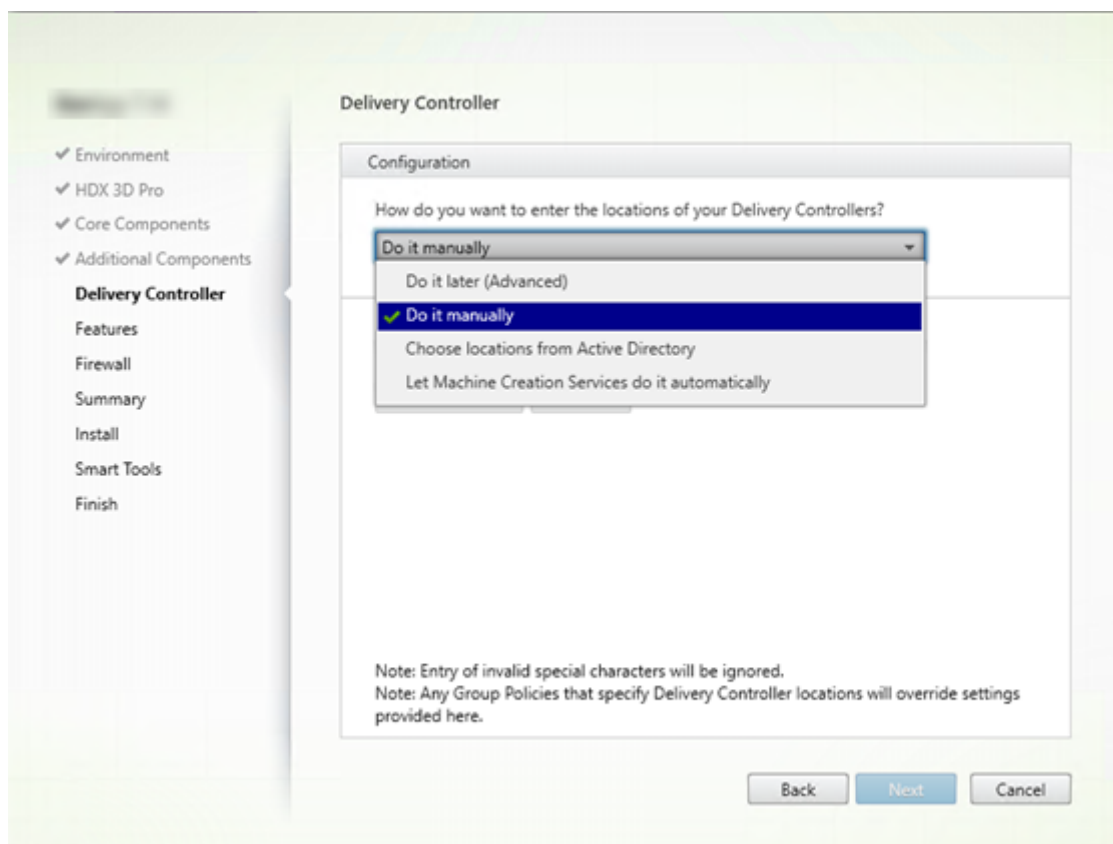 Delivery Controller
Environment
HDX 3D Pro
Core Components
Additional Components
Delivery Controller
Features
Firewall
Summary
Install
Smart Tools
Finish
Configuration
How do you want to enter the locations of your Delivery Controllers?
Do it manually
Do it later (Advanced)
Do it manually
Choose locations from Active Directory
Let Machine Creation Services do it automatically
Note: Entry of invalid special characters will be ignored.
Note: Any Group Policies that specify Delivery Controller locations will override settings
provided here.
Back
Next
Cancel